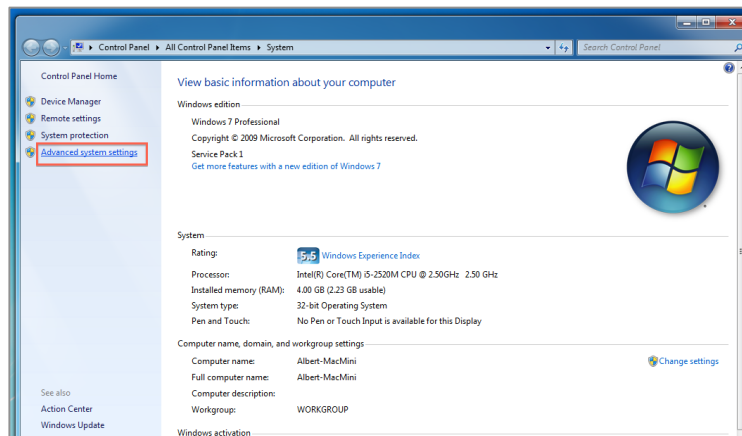 Control Panel ▸ All Control Panel Items ▸ System
Search Control Panel
Control Panel Home
Device Manager
Remote settings
System protection
Advanced system settings
See also
Action Center
Windows Update
View basic information about your computer
Windows edition
Windows 7 Professional
Copyright © 2009 Microsoft Corporation. All rights reserved.
Service Pack 1
Get more features with a new edition of Windows 7
System
Rating: 5,5 Windows Experience Index
Processor: Intel(R) Core(TM) i5-2520M CPU @ 2.50GHz 2.50 GHz
Installed memory (RAM): 4.00 GB (2.23 GB usable)
System type: 32-bit Operating System
Pen and Touch: No Pen or Touch Input is available for this Display
Computer name, domain, and workgroup settings
Computer name: Albert-MacMini Change settings
Full computer name: Albert-MacMini
Computer description:
Workgroup: WORKGROUP
Windows activation